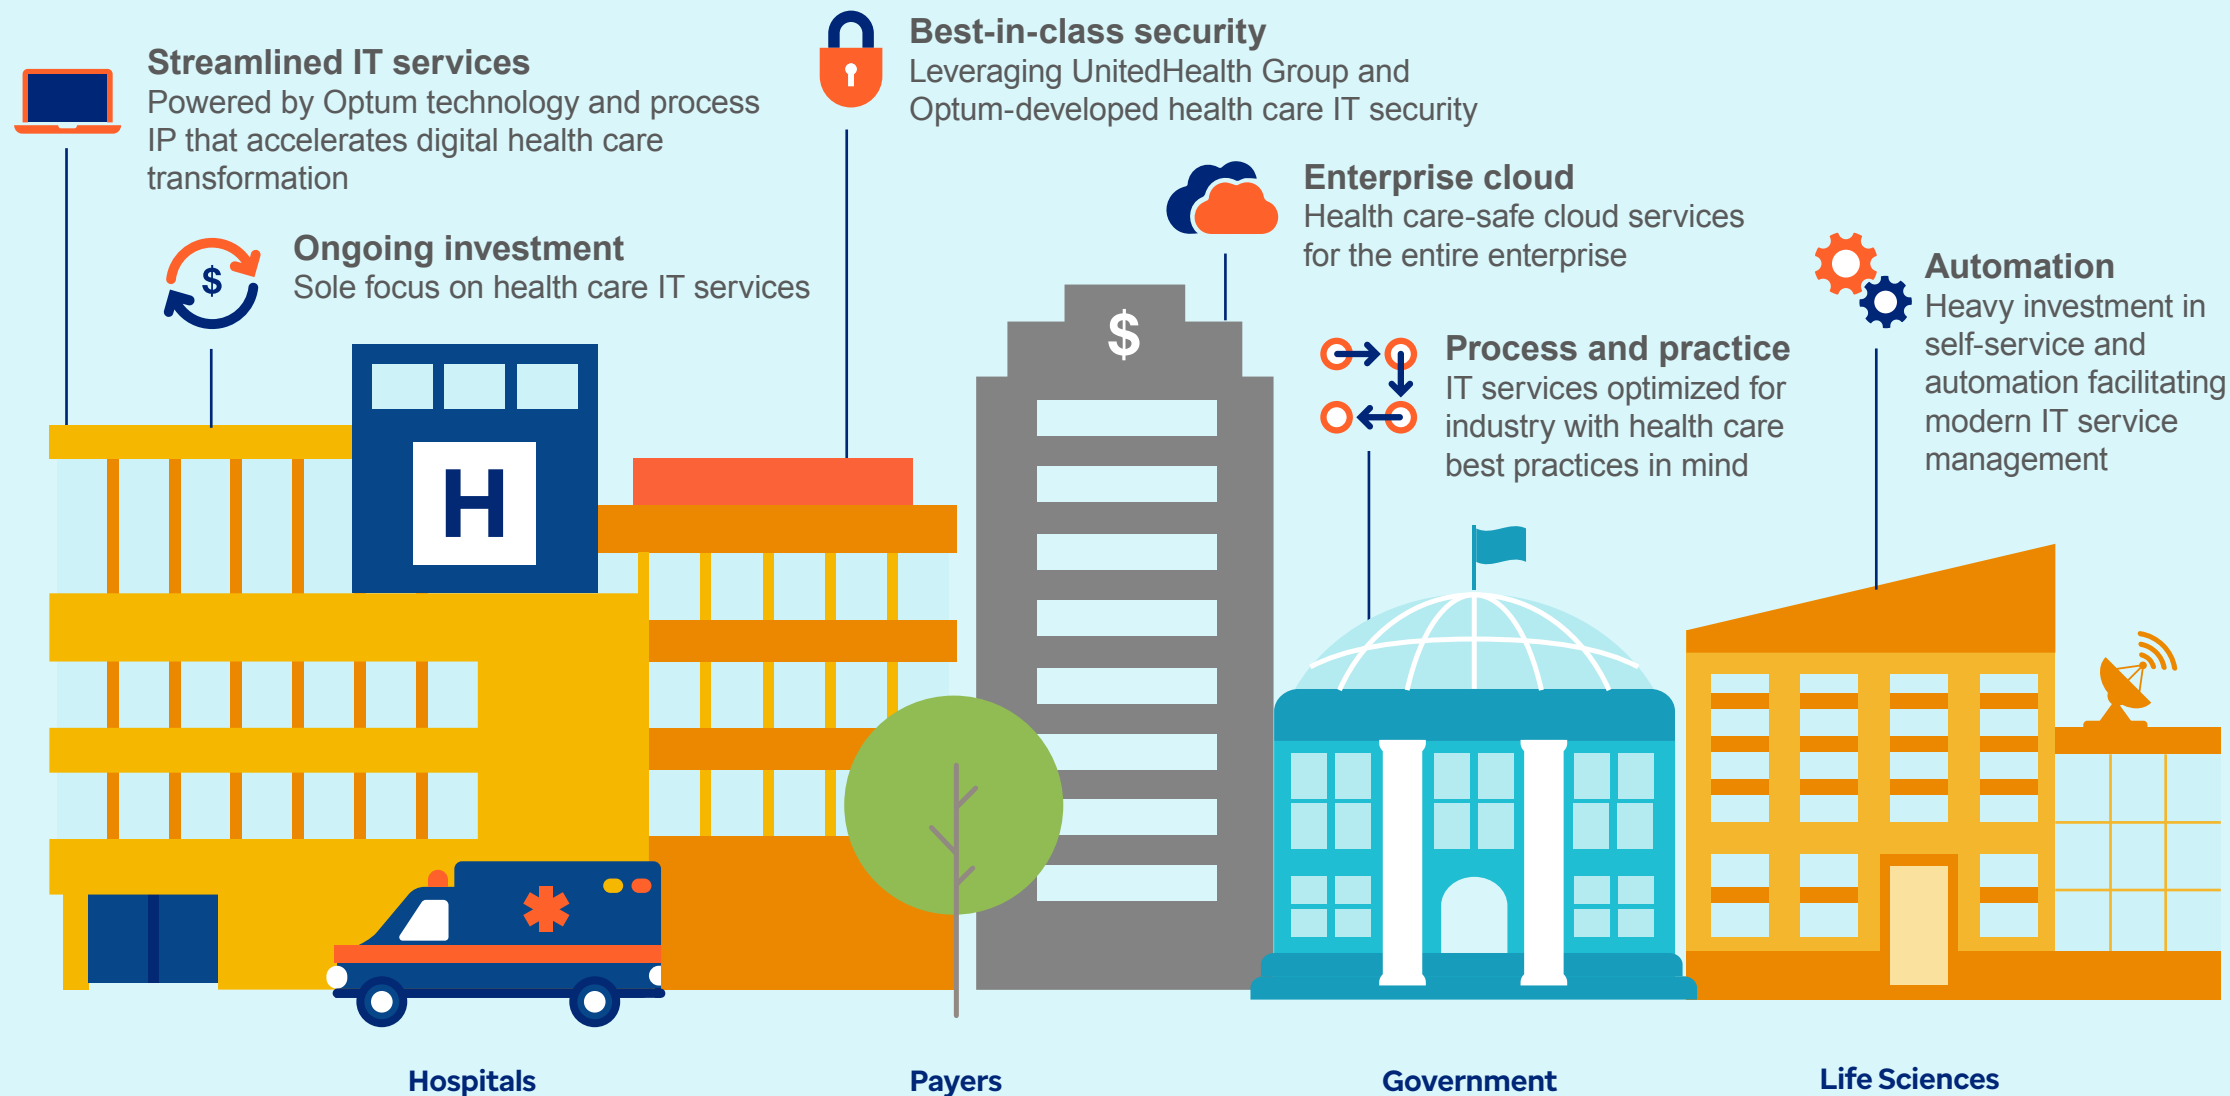 Streamlined IT services
Powered by Optum technology and process
IP that accelerates digital health care
transformation
Best-in-class security
Leveraging UnitedHealth Group and
Optum-developed health care IT security
Ongoing investment
Sole focus on health care IT services
$
Enterprise cloud
Health care-safe cloud services
for the entire enterprise
Automation
Heavy investment in
self-service and
automation facilitating
modern IT service
management
Process and practice
IT services optimized for
industry with health care
best practices in mind
$
H
Hospitals
Payers
Government
Life Sciences